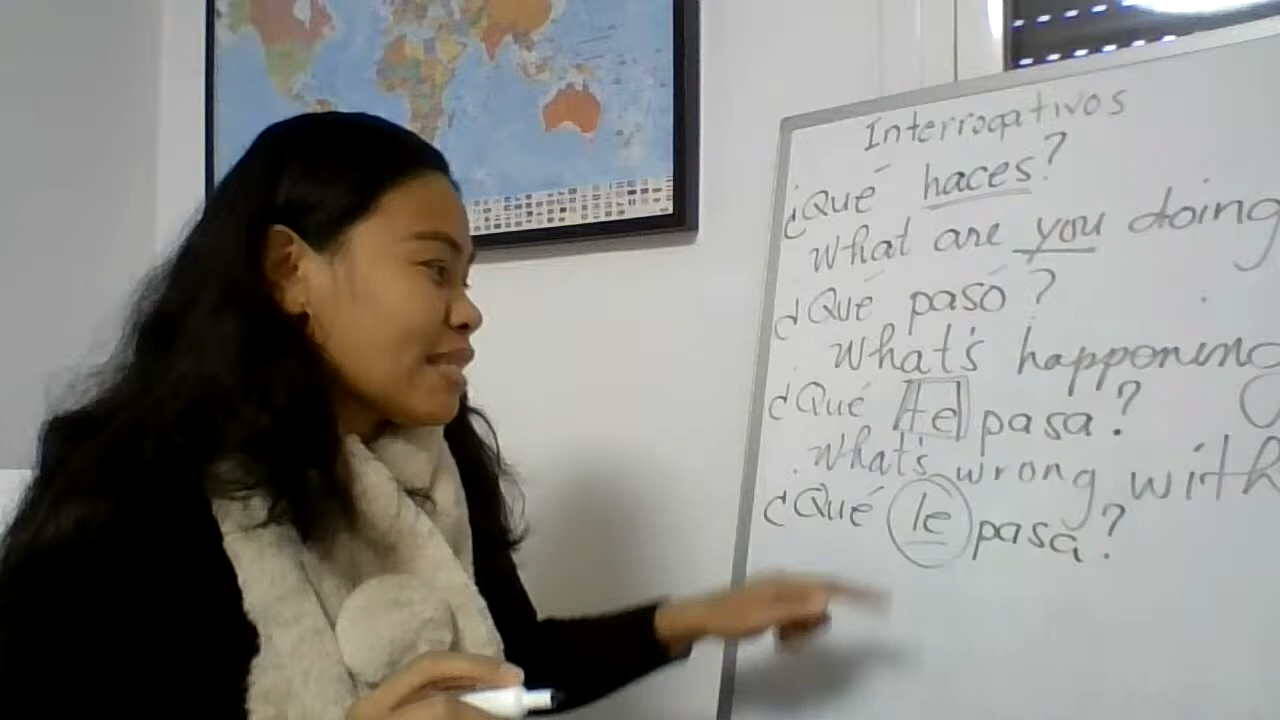 Interrogativos
¿Qué haces?
What are you doing
¿Qué pasó?
What's happening
¿Qué te pasa?
What's wrong with
¿Qué le pasa?